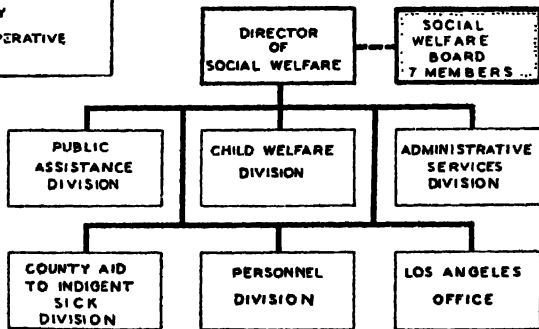 DIRECTOR
OF
SOCIAL WELFARE
SOCIAL
WELFARE
BOARD
7 MEMBERS
PUBLIC
ASSISTANCE
DIVISION
CHILD WELFARE
DIVISION
ADMINISTRATIVE
SERVICES
DIVISION
COUNTY AID
TO INDIGENT
SICK
DIVISION
PERSONNEL
DIVISION
LOS ANGELES
OFFICE